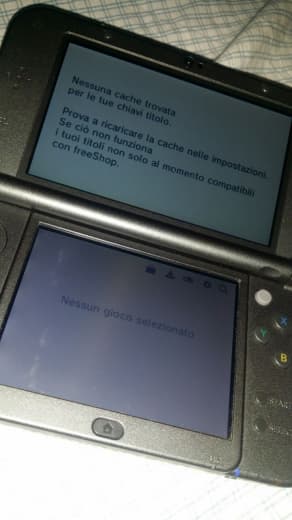 Nessuna cache trovata
per le tue chiavi titolo.
Prova a ricaricare la cache nelle impostazioni.
Se ciò non funziona
i tuoi titoli non solo al momento compatibili
con freeShop.
Nessun gioco selezionato
X
Y
B
START